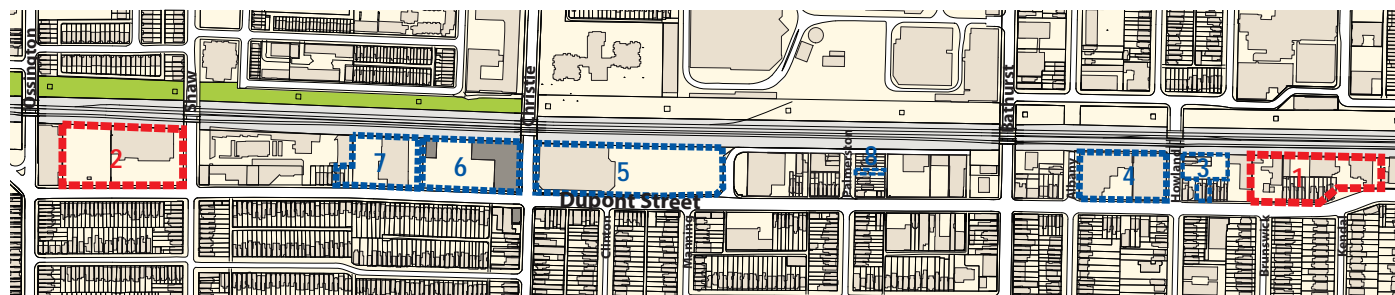 Ossington
Shaw
Christie
Bathurst
Palmerston
Albany
Howland
2
7
6
5
8
4
3
1
Dupont Street
Clinton
Manning
Brunswick
Kendal